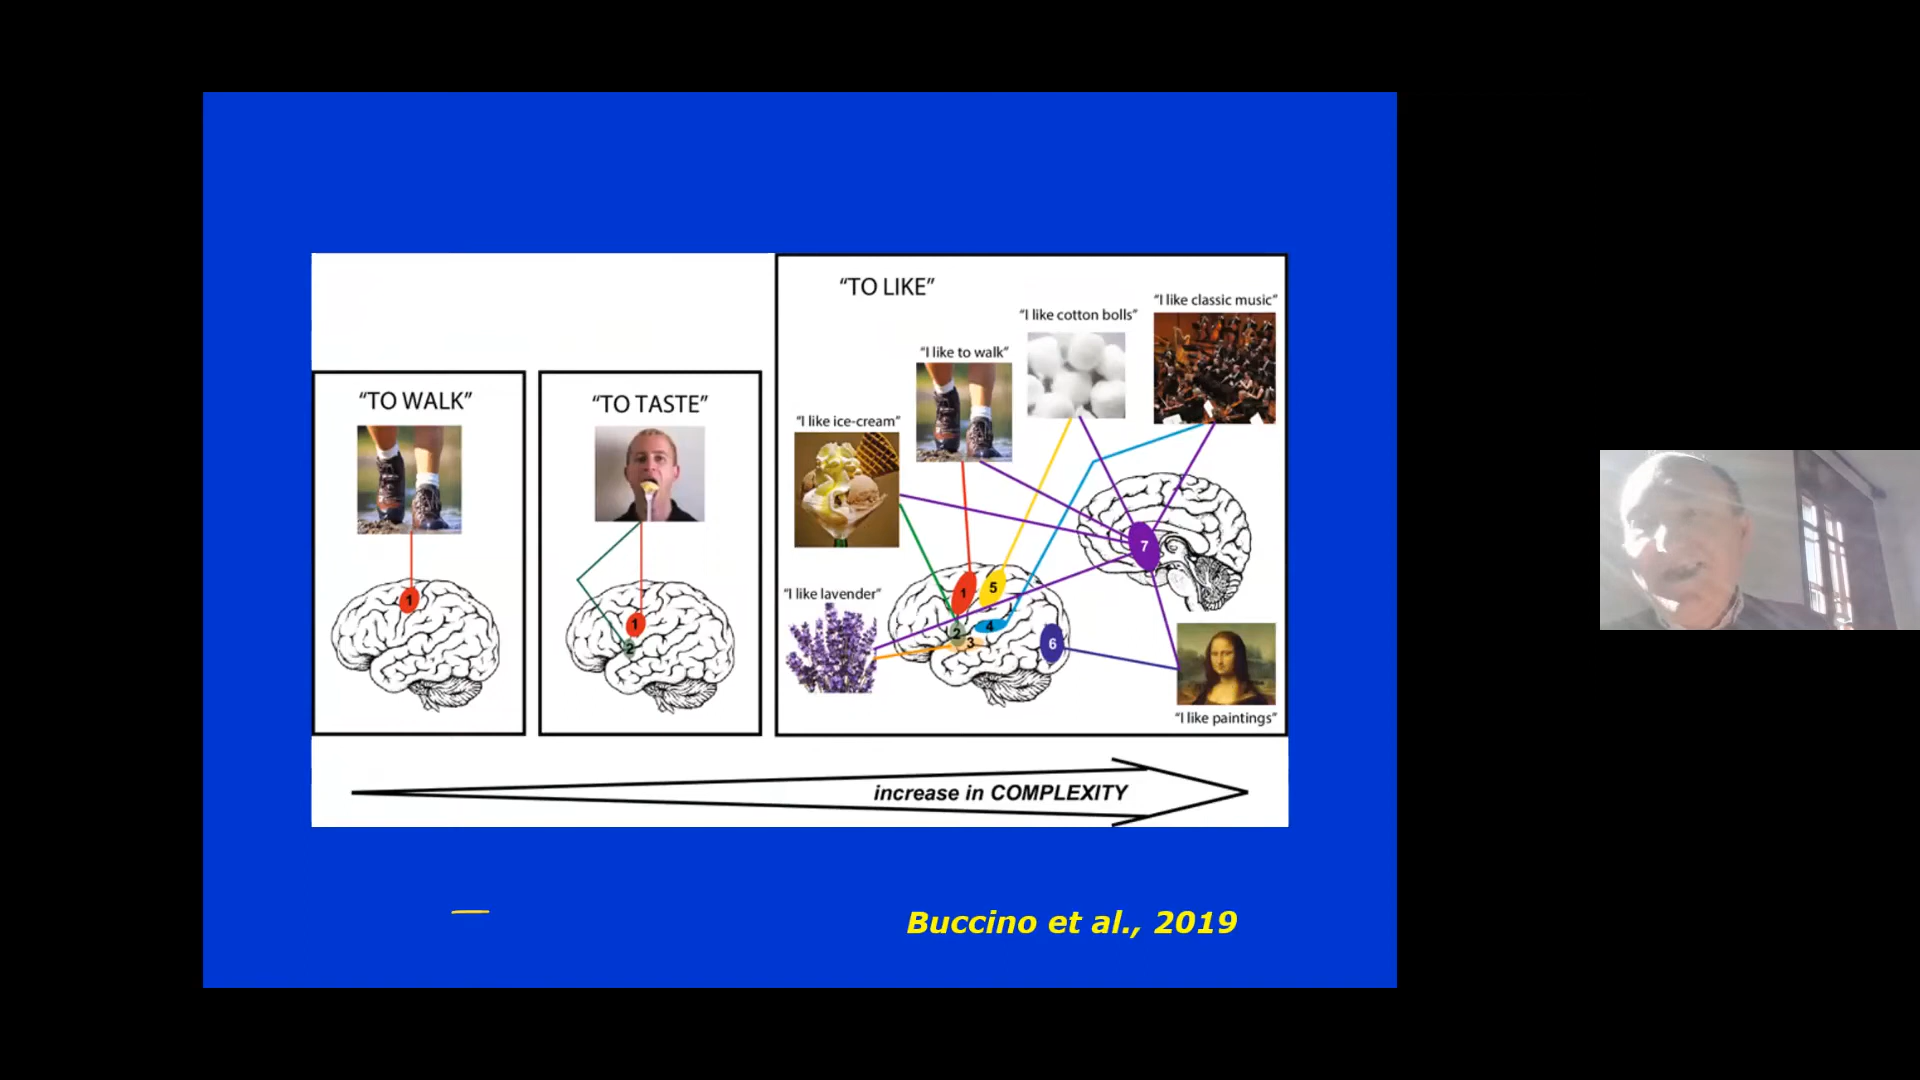 “TO LIKE”
“I like classic music”
“I like cotton bolls”
“I like to walk”
“TO WALK”
“TO TASTE”
“I like ice-cream”
7
1
5
1
“I like lavender”
1
4
2
3
6
2
“I like paintings”
increase in COMPLEXITY
Buccino et al., 2019